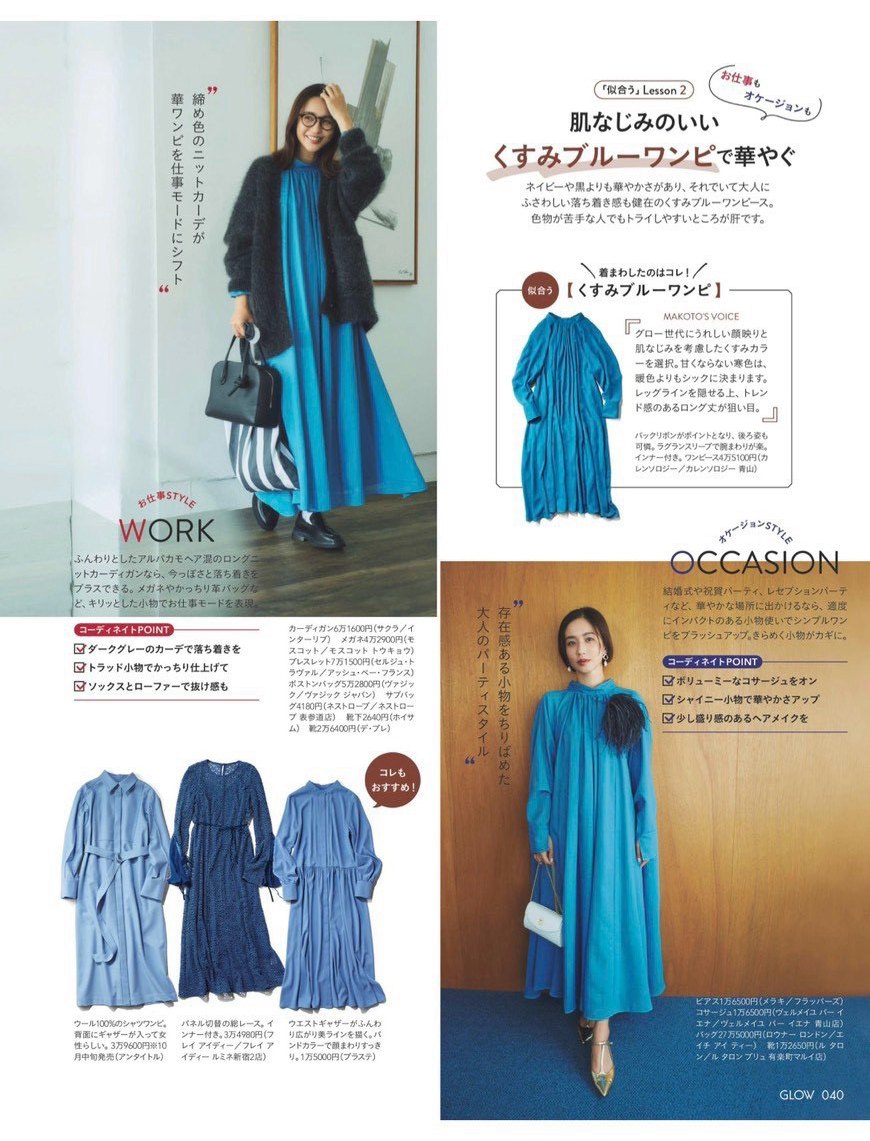 締め色のニットカーデが
華ワンピを仕事モードにシフト
「似合う」Lesson 2
お仕事も
オケージョンも
肌なじみのいい
くすみブルーワンピで華やぐ
ネイビーや黒よりも華やかさがあり、それでいて大人に
ふさわしい落ち着き感も健在のくすみブルーワンピース。
色物が苦手な人でもトライしやすいところが肝です。
着まわしたのはコレ！
似合う
【くすみブルーワンピ】
MAKOTO'S VOICE
『グロー世代にうれしい顔映りと
肌なじみを考慮したくすみカラ
ーを選択。甘くならない寒色は、
暖色よりもシックに決まります。
レッグラインを隠せる上、トレン
ド感のあるロング丈が狙い目。』
バックリボンがポイントとなり、後ろ姿も
可憐。ラグランスリーブで腕まわりが楽。
インナー付き。ワンピース4万5100円（カ
レンソロジー／カレンソロジー 青山）
お仕事STYLE
WORK
ふんわりとしたアルパカモヘア混のロングニ
ットカーディガンなら、今っぽさと落ち着きを
プラスできる。メガネやかっちり革バッグな
ど、キリッとした小物でお仕事モードを表現。
コーディネイトPOINT
ダークグレーのカーデで落ち着きを
トラッド小物でかっちり仕上げて
ソックスとローファーで抜け感も
カーディガン6万1600円（サクラ／イ
ンターリブ） メガネ4万2900円（モ
スコット／モスコット トウキョウ）
ブレスレット7万1500円（セルジュ・ト
ラヴァル／アッシュ・ペー・フランス）
ボストンバッグ5万2800円（ヴァジッ
ク／ヴァジック ジャパン） サブバッ
グ4180円（ネストローブ／ネストロー
ブ 表参道店） 靴下2640円（ホイサ
ム） 靴2万6400円（デ・プレ）
オケージョンSTYLE
OCCASION
結婚式や祝賀パーティ、レセプションパーテ
ィなど、華やかな場所に出かけるなら、適度
にインパクトのある小物使いでシンプルワン
ピをブラッシュアップ。きらめく小物がカギに。
コーディネイトPOINT
ボリューミーなコサージュをオン
シャイニー小物で華やかさアップ
少し盛り感のあるヘアメイクを
存在感ある小物をちりばめた
大人のパーティスタイル
コレも
おすすめ！
ウール100％のシャツワンピ。
背面にギャザーが入って女
性らしい。3万9600円※10
月中旬発売（アンタイトル）
パネル切替の総レース。イ
ンナー付き。3万4980円（フ
レイ アイディー／フレイ ア
イディー ルミネ新宿2店）
ウエストギャザーがふんわ
り広がり美ラインを描く。バ
ンドカラーで顔まわりすっき
り。1万5000円（プラステ）
ピアス1万6500円（メラキ／フラッパーズ）
コサージュ1万6500円（ヴェルメイユ パー イ
エナ／ヴェルメイユ パー イエナ 青山店）
バッグ27万5000円（ロウナー ロンドン／エ
イチ アイ ティー） 靴1万2650円（ル タロ
ン／ル タロン プリュ 有楽町マルイ店）
GLOW 040